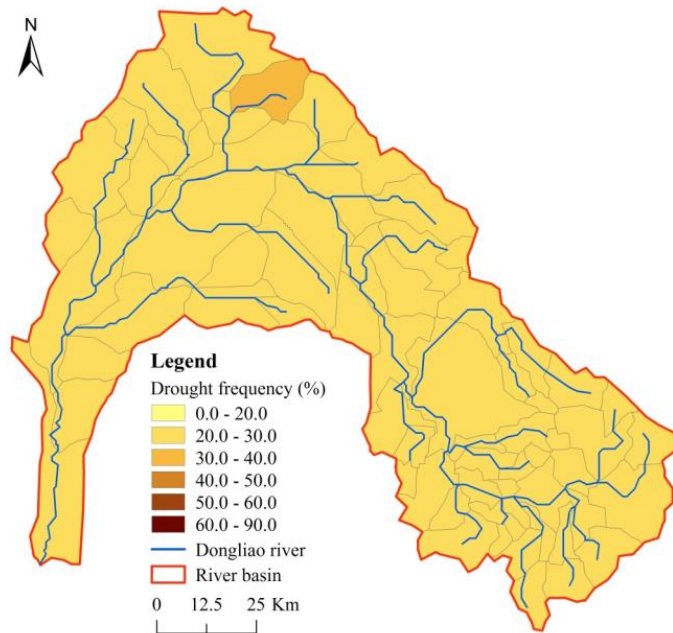 N
Legend
Drought frequency (%)
0.0 - 20.0
20.0 - 30.0
30.0 - 40.0
40.0 - 50.0
50.0 - 60.0
60.0 - 90.0
Dongliao river
River basin
0 12.5 25 Km